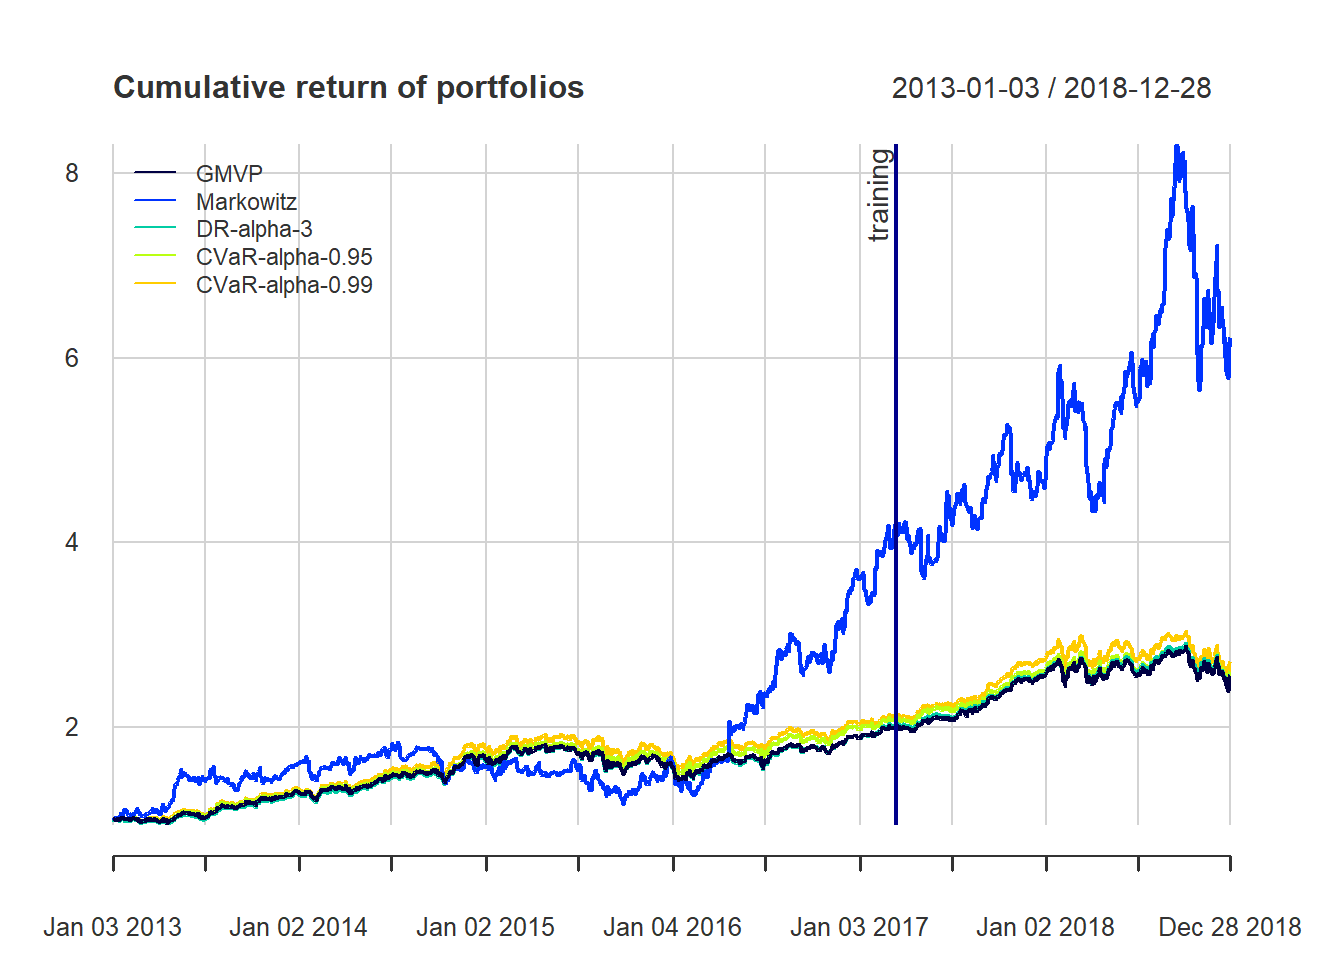 Cumulative return of portfolios
2013-01-03 / 2018-12-28
8
6
4
2
GMVP
Markowitz
DR-alpha-3
CVaR-alpha-0.95
CVaR-alpha-0.99
training
Jan 03 2013
Jan 02 2014
Jan 02 2015
Jan 04 2016
Jan 03 2017
Jan 02 2018
Dec 28 2018